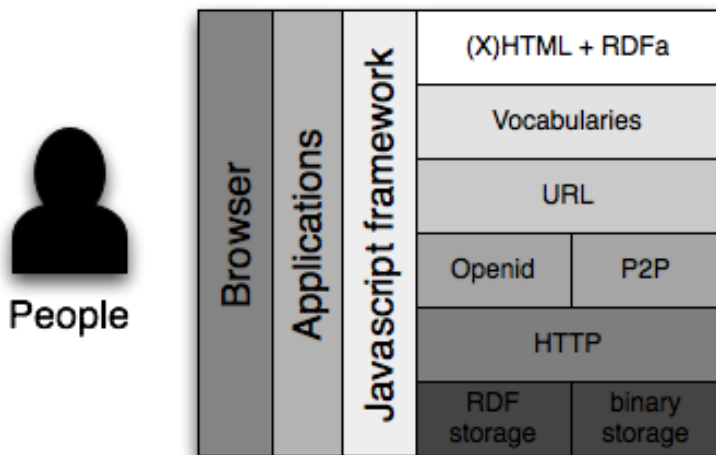 People
Browser
Applications
Javascript framework
(X)HTML + RDFa
Vocabularies
URL
Openid
P2P
HTTP
RDF
storage
binary
storage